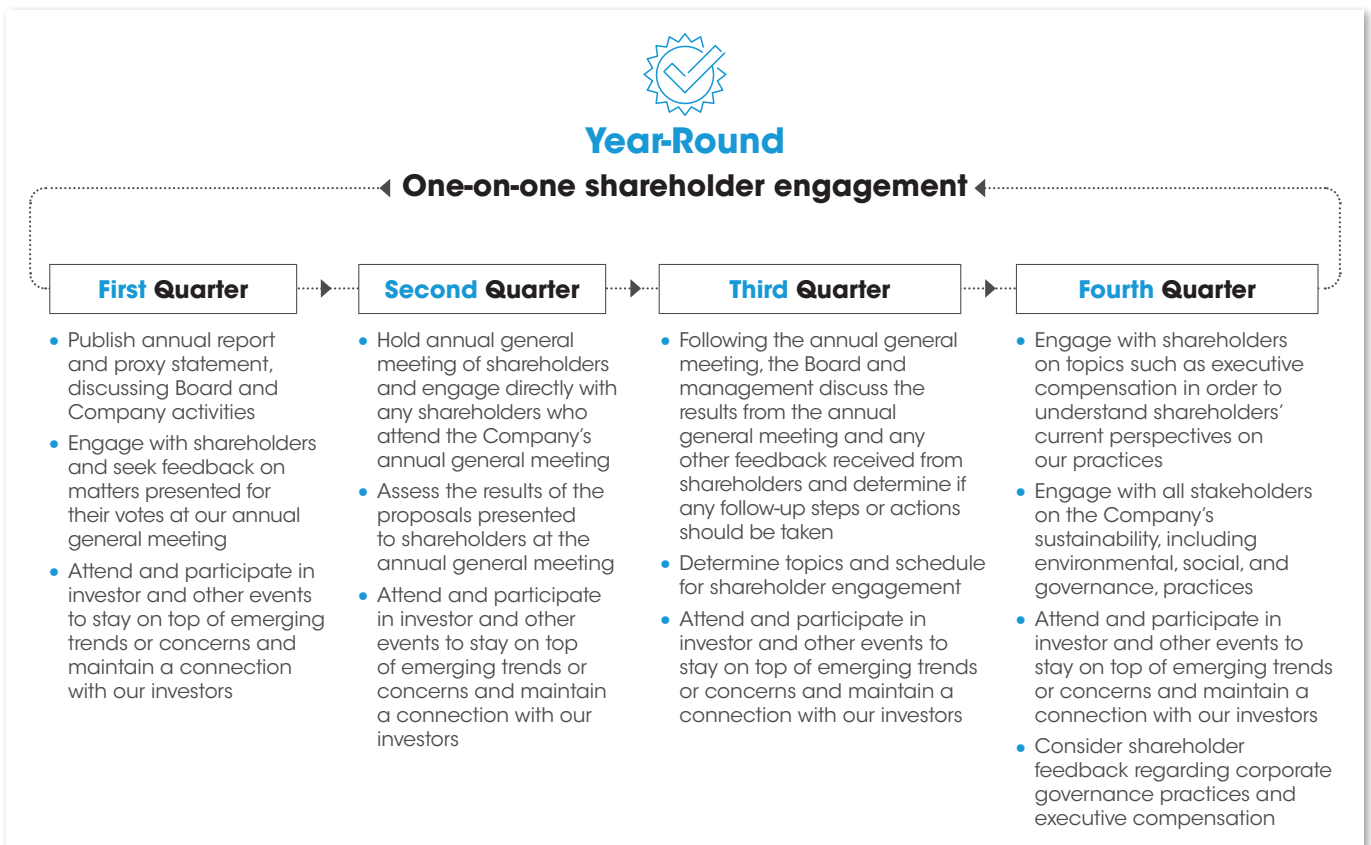 Year-Round
One-on-one shareholder engagement
First Quarter
• Publish annual report
and proxy statement,
discussing Board and
Company activities
• Engage with shareholders
and seek feedback on
matters presented for
their votes at our annual
general meeting
• Attend and participate in
investor and other events
to stay on top of emerging
trends or concerns and
maintain a connection
with our investors
Second Quarter
• Hold annual general
meeting of shareholders
and engage directly with
any shareholders who
attend the Company's
annual general meeting
• Assess the results of the
proposals presented
to shareholders at the
annual general meeting
• Attend and participate
in investor and other
events to stay on top
of emerging trends or
concerns and maintain
a connection with our
investors
Third Quarter
• Following the annual general
meeting, the Board and
management discuss the
results from the annual
general meeting and any
other feedback received from
shareholders and determine if
any follow-up steps or actions
should be taken
• Determine topics and schedule
for shareholder engagement
• Attend and participate in
investor and other events to
stay on top of emerging trends
or concerns and maintain a
connection with our investors
Fourth Quarter
• Engage with shareholders
on topics such as executive
compensation in order to
understand shareholders'
current perspectives on
our practices
• Engage with all stakeholders
on the Company's
sustainability, including
environmental, social, and
governance, practices
• Attend and participate in
investor and other events to
stay on top of emerging trends
or concerns and maintain a
connection with our investors
• Consider shareholder
feedback regarding corporate
governance practices and
executive compensation